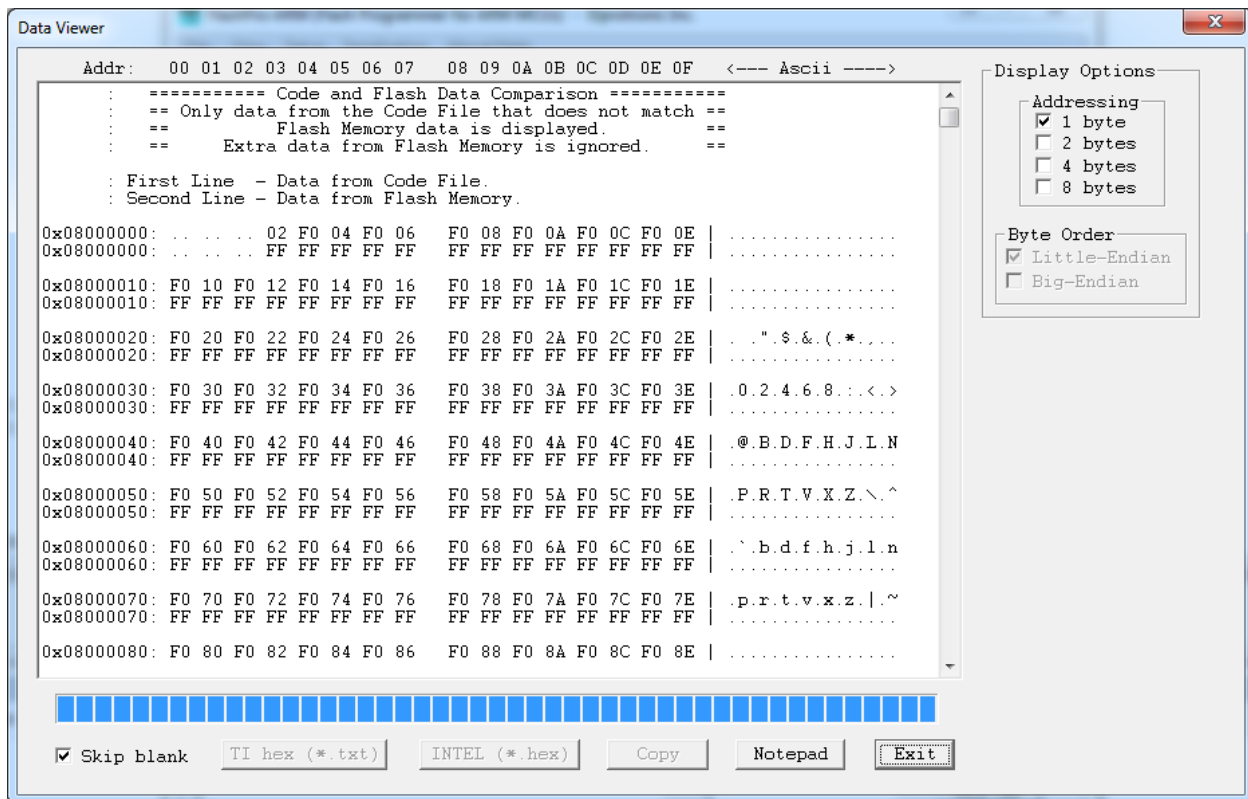 Data Viewer
Addr: 00 01 02 03 04 05 06 07 08 09 0A 0B 0C 0D 0E 0F <--- Ascii ---->
: =========== Code and Flash Data Comparison ===========
: == Only data from the Code File that does not match ==
: == Flash Memory data is displayed. ==
: == Extra data from Flash Memory is ignored. ==
: First Line - Data from Code File.
: Second Line - Data from Flash Memory.
0x08000000: .. .. .. 02 F0 04 F0 06 F0 08 F0 0A F0 0C F0 0E | ................
0x08000000: .. .. .. FF FF FF FF FF FF FF FF FF FF FF FF FF | ................
0x08000010: F0 10 F0 12 F0 14 F0 16 F0 18 F0 1A F0 1C F0 1E | ................
0x08000010: FF FF FF FF FF FF FF FF FF FF FF FF FF FF FF FF | ................
0x08000020: F0 20 F0 22 F0 24 F0 26 F0 28 F0 2A F0 2C F0 2E | . .".$.&.(.*.,..
0x08000020: FF FF FF FF FF FF FF FF FF FF FF FF FF FF FF FF | ................
0x08000030: F0 30 F0 32 F0 34 F0 36 F0 38 F0 3A F0 3C F0 3E | .0.2.4.6.8.:.<.>
0x08000030: FF FF FF FF FF FF FF FF FF FF FF FF FF FF FF FF | ................
0x08000040: F0 40 F0 42 F0 44 F0 46 F0 48 F0 4A F0 4C F0 4E | .@.B.D.F.H.J.L.N
0x08000040: FF FF FF FF FF FF FF FF FF FF FF FF FF FF FF FF | ................
0x08000050: F0 50 F0 52 F0 54 F0 56 F0 58 F0 5A F0 5C F0 5E | .P.R.T.V.X.Z.\.^
0x08000050: FF FF FF FF FF FF FF FF FF FF FF FF FF FF FF FF | ................
0x08000060: F0 60 F0 62 F0 64 F0 66 F0 68 F0 6A F0 6C F0 6E | .`.b.d.f.h.j.l.n
0x08000060: FF FF FF FF FF FF FF FF FF FF FF FF FF FF FF FF | ................
0x08000070: F0 70 F0 72 F0 74 F0 76 F0 78 F0 7A F0 7C F0 7E | .p.r.t.v.x.z.|.~
0x08000070: FF FF FF FF FF FF FF FF FF FF FF FF FF FF FF FF | ................
0x08000080: F0 80 F0 82 F0 84 F0 86 F0 88 F0 8A F0 8C F0 8E | ................
Display Options
Addressing
1 byte
2 bytes
4 bytes
8 bytes
Byte Order
Little-Endian
Big-Endian
Skip blank
TI hex (*.txt)
INTEL (*.hex)
Copy
Notepad
Exit